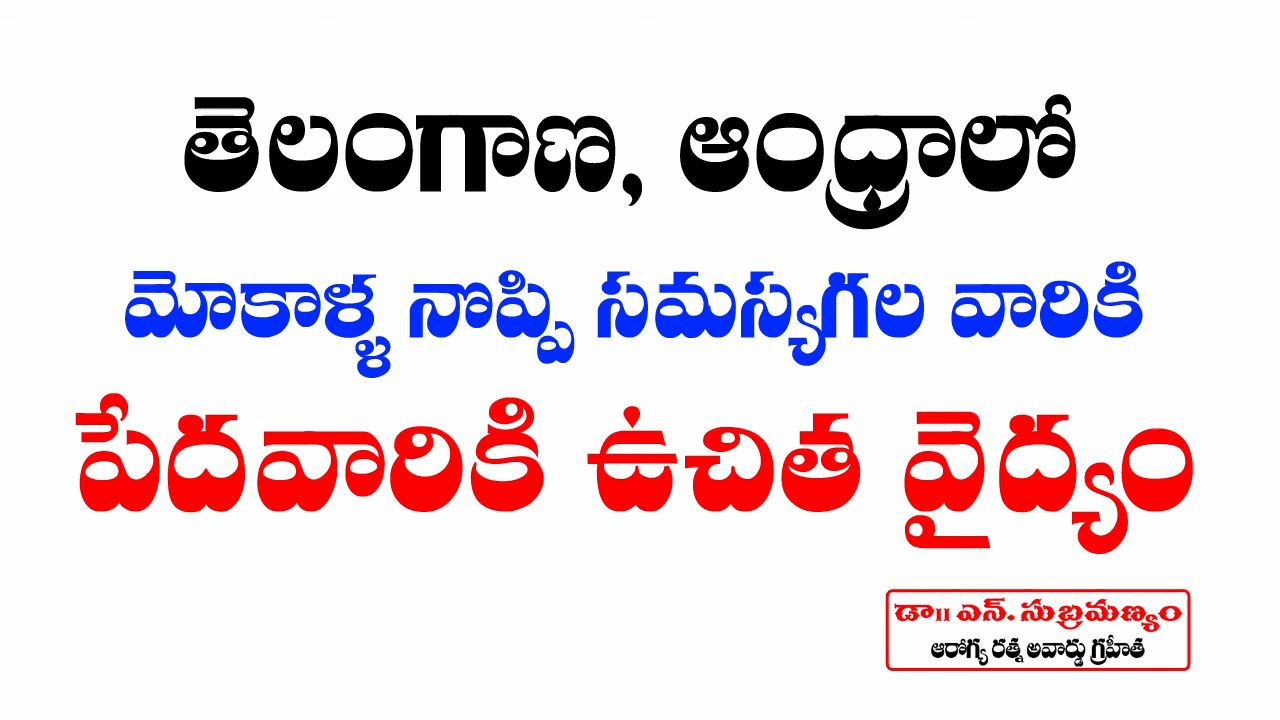 తెలంగాణ, ఆంధ్రాలో
మోకాళ్ళ నొప్పి సమస్యగల వారికి
పేదవారికి ఉచిత వైద్యం
డా॥ ఎన్. సుబ్రమణ్యం
ఆరోగ్య రత్న అవార్డు గ్రహీత